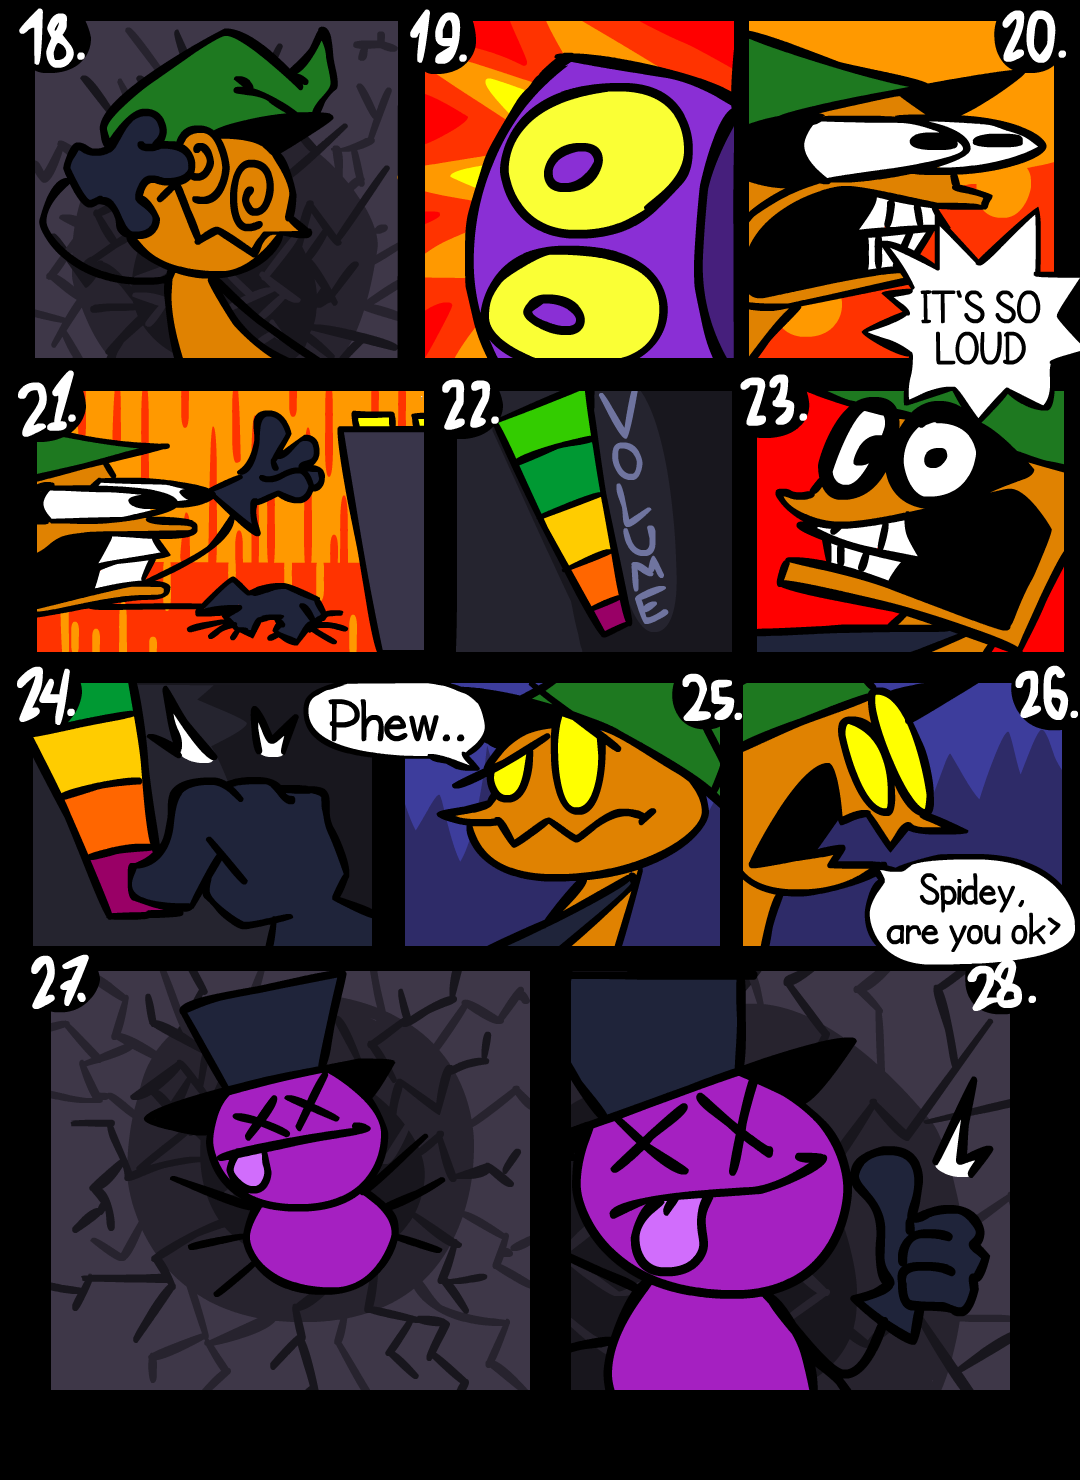 18.
19.
20.
IT'S SO
LOUD
21.
22.
VOLUME
23.
24.
Phew..
25.
26.
Spidey,
are you ok?
27.
28.